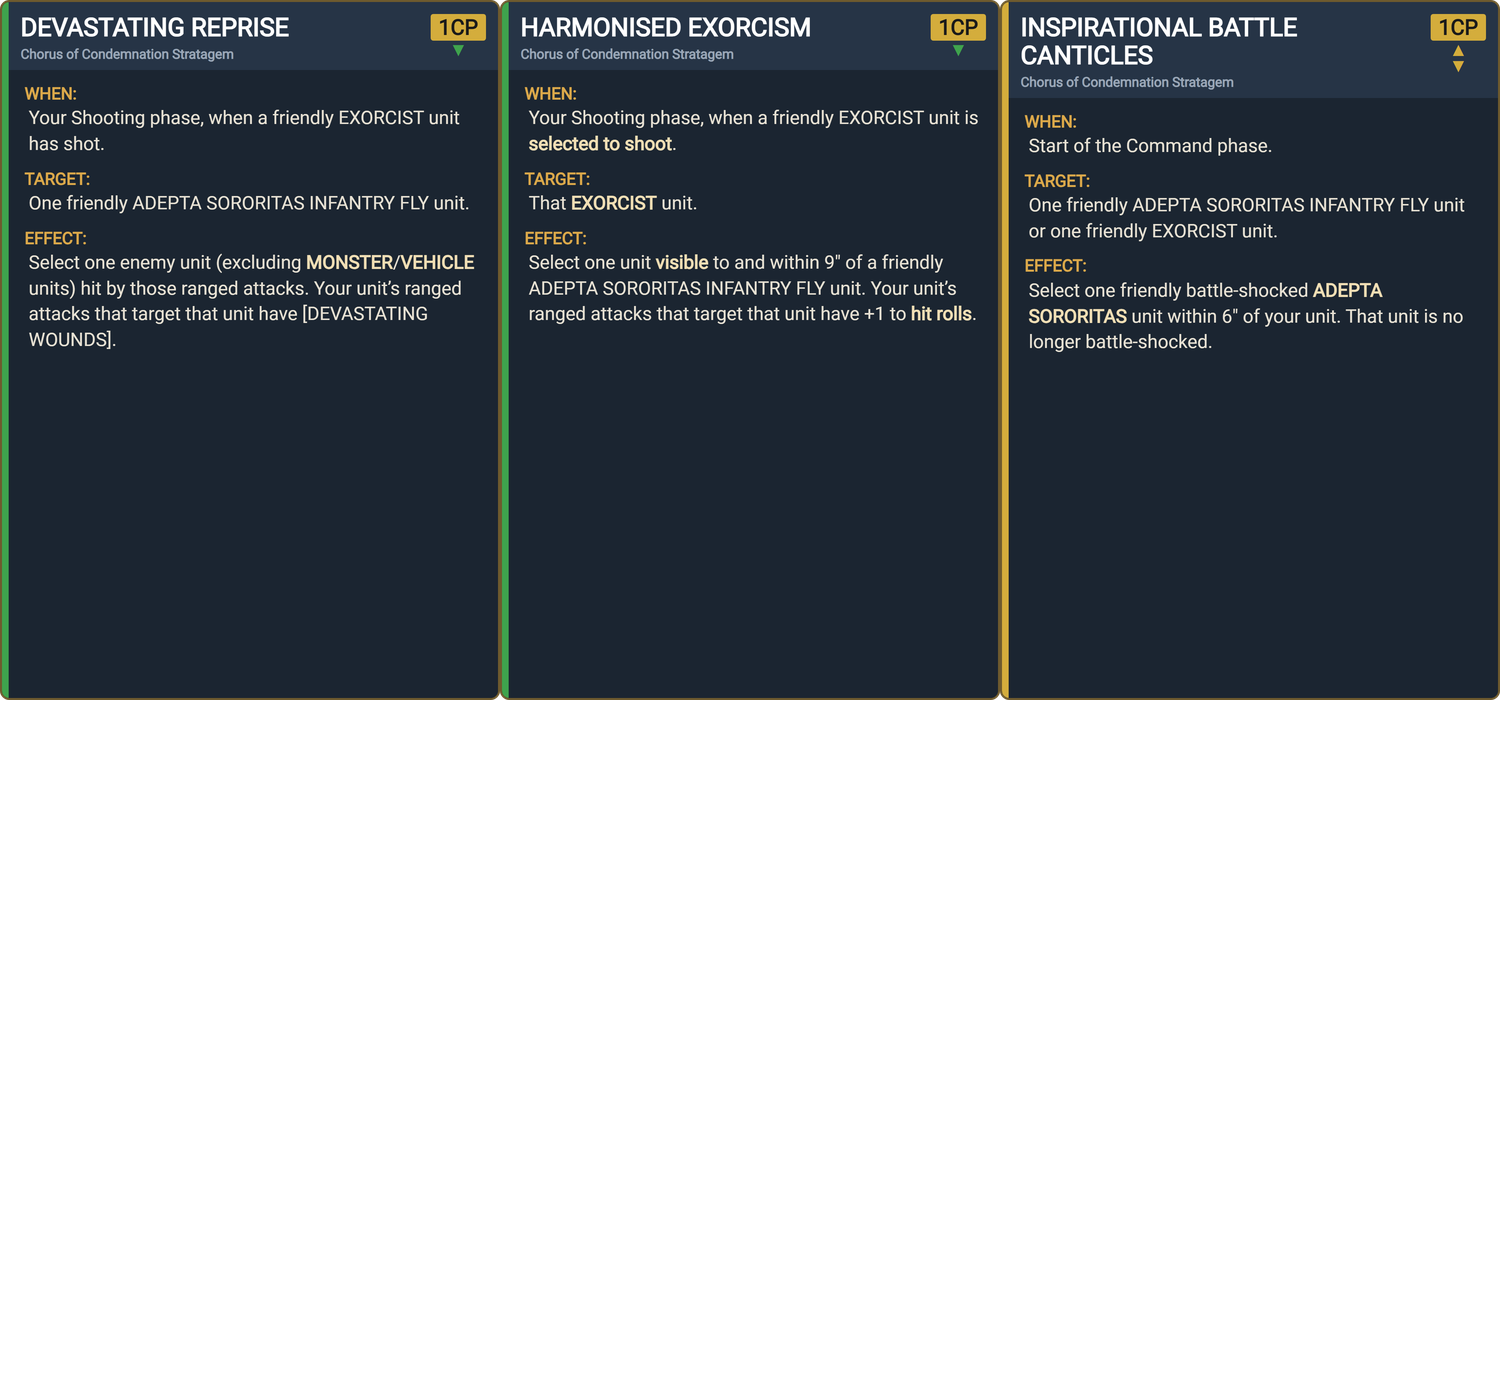 DEVASTATING REPRISE
1CP
Chorus of Condemnation Stratagem
WHEN:
Your Shooting phase, when a friendly EXORCIST unit
has shot.
TARGET:
One friendly ADEPTA SORORITAS INFANTRY FLY unit.
EFFECT:
Select one enemy unit (excluding MONSTER/VEHICLE
units) hit by those ranged attacks. Your unit’s ranged
attacks that target that unit have [DEVASTATING
WOUNDS].
HARMONISED EXORCISM
1CP
Chorus of Condemnation Stratagem
WHEN:
Your Shooting phase, when a friendly EXORCIST unit is
selected to shoot.
TARGET:
That EXORCIST unit.
EFFECT:
Select one unit visible to and within 9" of a friendly
ADEPTA SORORITAS INFANTRY FLY unit. Your unit’s
ranged attacks that target that unit have +1 to hit rolls.
INSPIRATIONAL BATTLE
CANTICLES
1CP
Chorus of Condemnation Stratagem
WHEN:
Start of the Command phase.
TARGET:
One friendly ADEPTA SORORITAS INFANTRY FLY unit
or one friendly EXORCIST unit.
EFFECT:
Select one friendly battle-shocked ADEPTA
SORORITAS unit within 6" of your unit. That unit is no
longer battle-shocked.